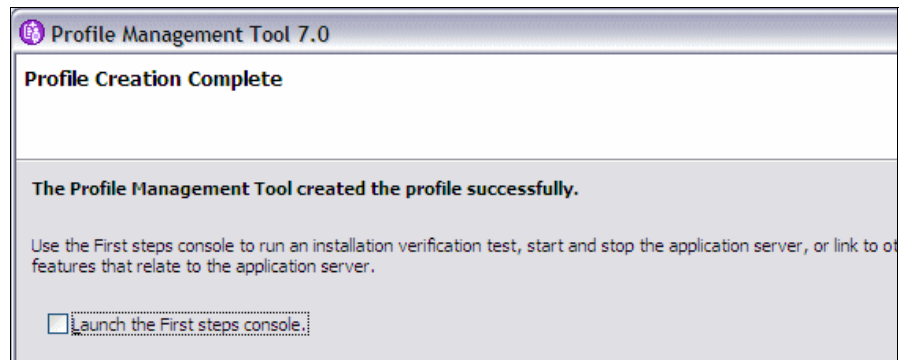 Profile Management Tool 7.0
Profile Creation Complete
The Profile Management Tool created the profile successfully.
Use the First steps console to run an installation verification test, start and stop the application server, or link to ot
features that relate to the application server.
Launch the First steps console.